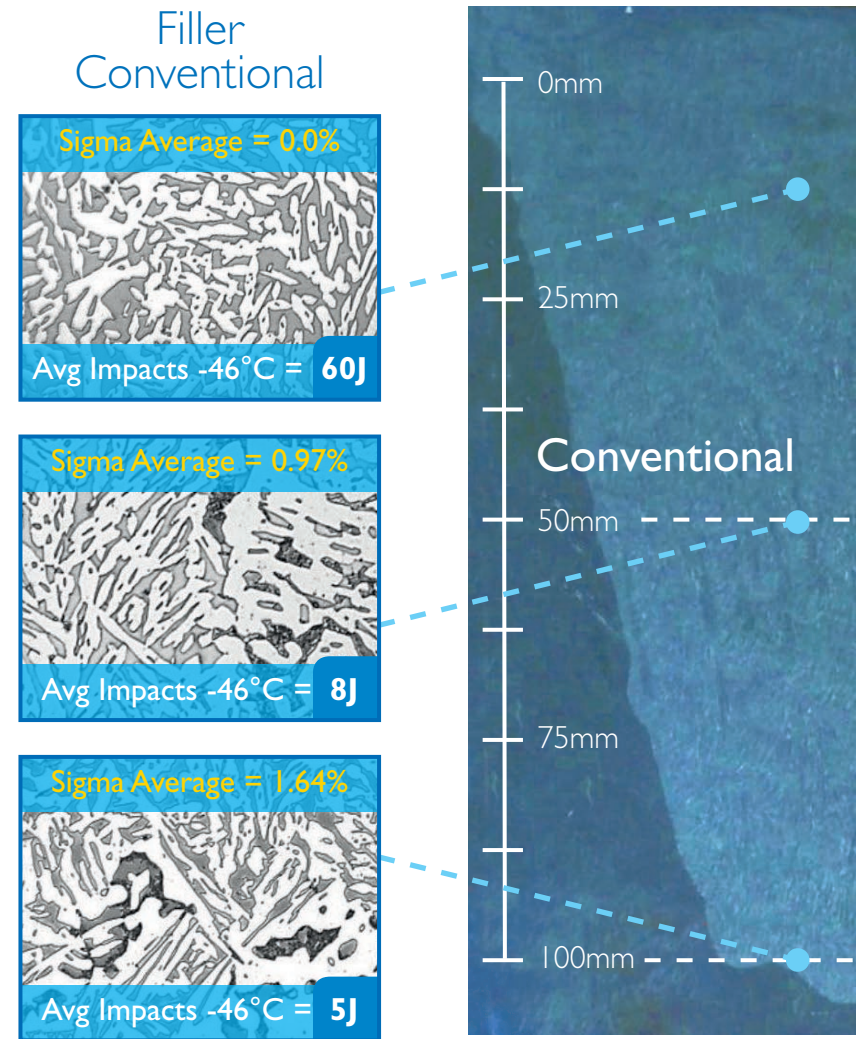 Filler
Conventional
Sigma Average = 0.0%
Avg Impacts -46°C = 60J
Sigma Average = 0.97%
Avg Impacts -46°C = 8J
Sigma Average = 1.64%
Avg Impacts -46°C = 5J
0mm
25mm
Conventional
50mm
75mm
100mm